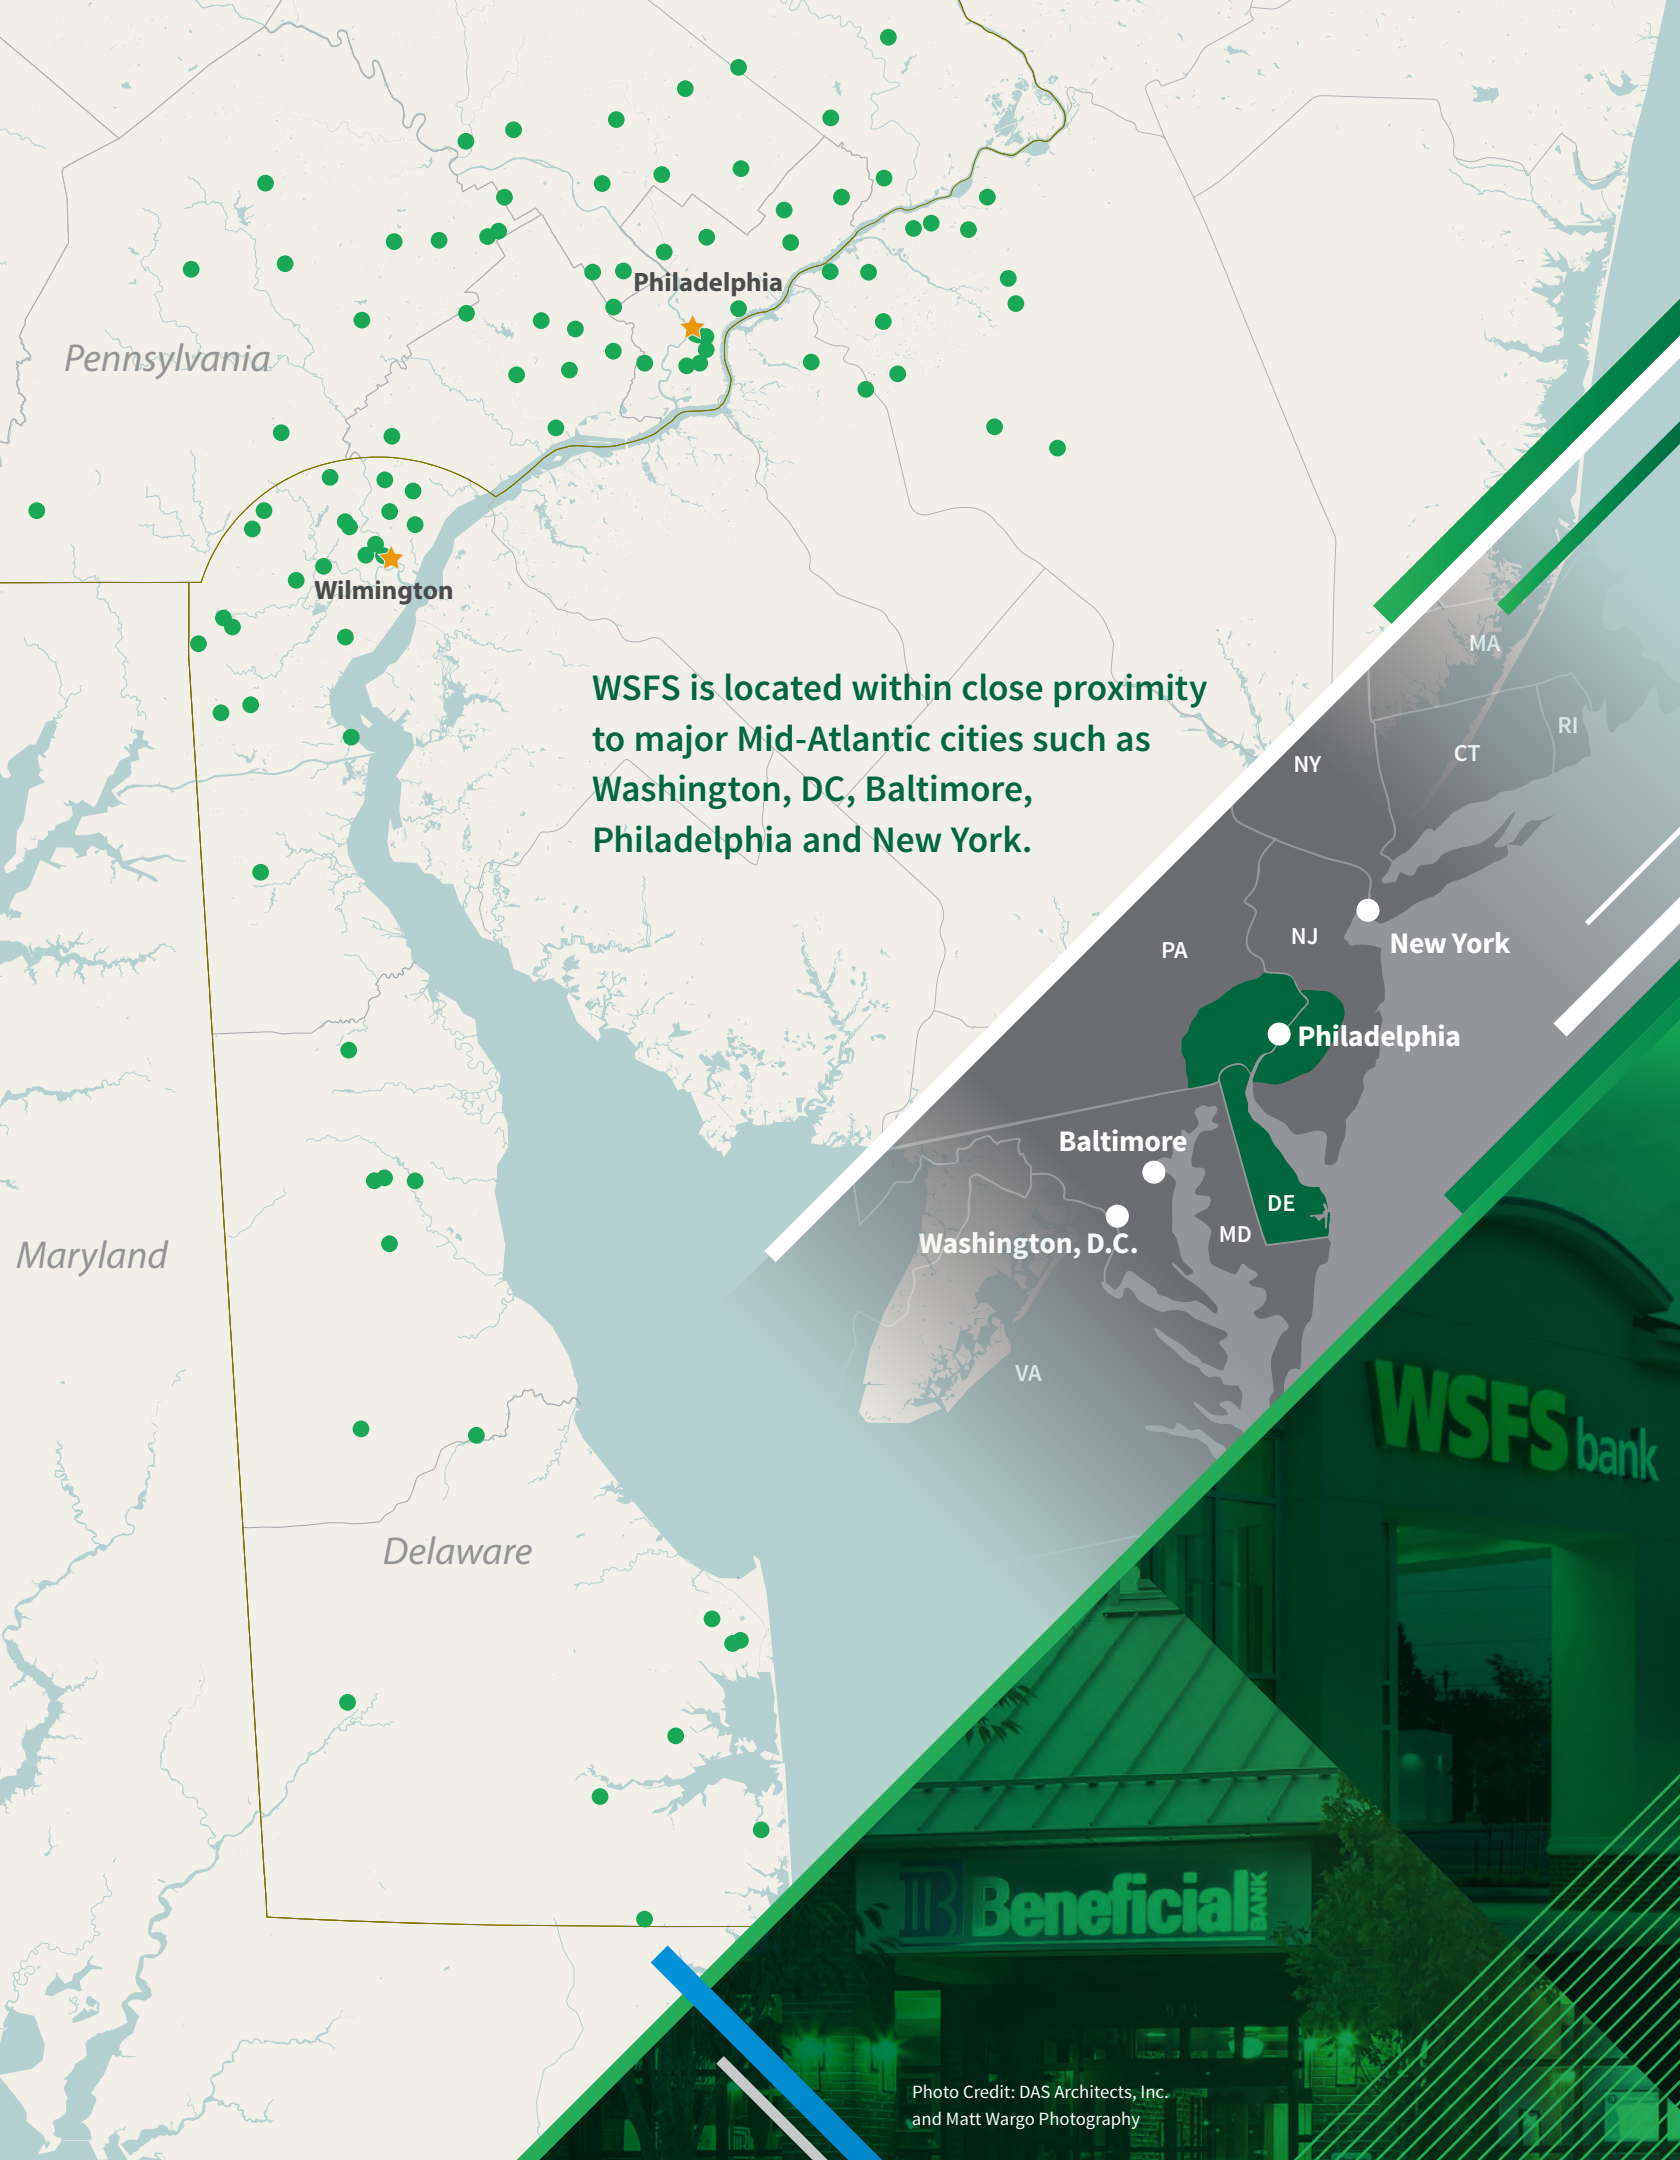 Philadelphia
Pennsylvania
Wilmington
WSFS is located within close proximity
to major Mid-Atlantic cities such as
Washington, DC, Baltimore,
Philadelphia and New York.
MA
RI
CT
NY
New York
NJ
PA
Philadelphia
Baltimore
DE
MD
Washington, D.C.
VA
Maryland
Delaware
WSFS bank
B Beneficial BANK
Photo Credit: DAS Architects, Inc.
and Matt Wargo Photography